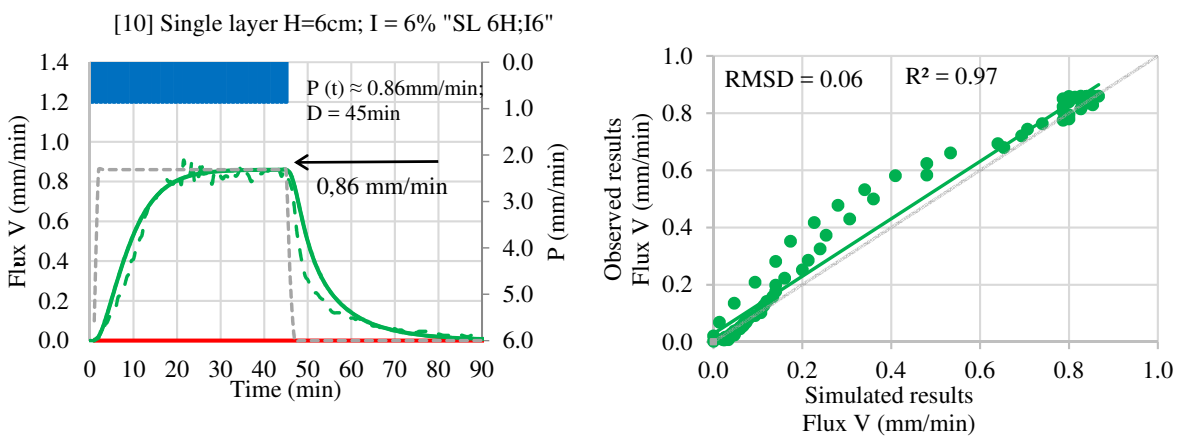 [10] Single layer H=6cm; I = 6% "SL 6H;I6"
1.4
1.2
1.0
0.8
0.6
0.4
0.2
0.0
Flux V (mm/min)
P (t) ≈ 0.86mm/min;
D = 45min
0,86 mm/min
0.0
1.0
2.0
3.0
4.0
5.0
6.0
P (mm/min)
0 10 20 30 40 50 60 70 80 90
Time (min)
RMSD = 0.06
R² = 0.97
1.0
0.8
0.6
0.4
0.2
0.0
Observed results
Flux V (mm/min)
0.0 0.2 0.4 0.6 0.8 1.0
Simulated results
Flux V (mm/min)